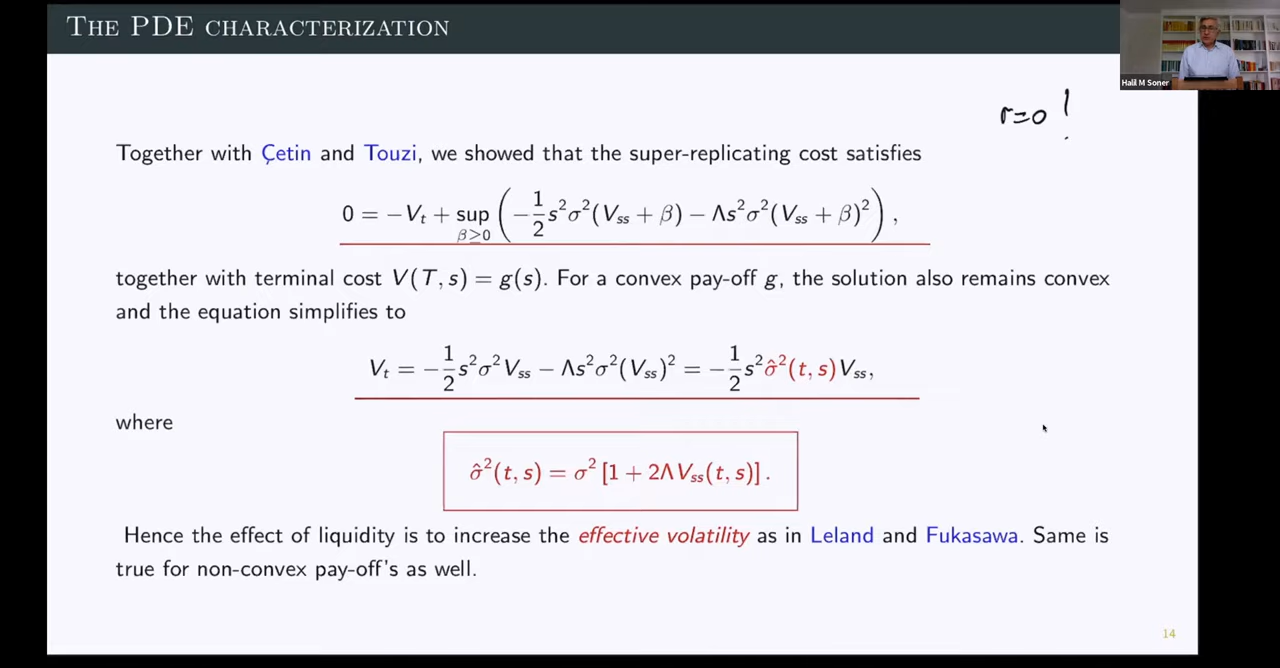 THE PDE CHARACTERIZATION
Halil M Soner
r=0 !
Together with Çetin and Touzi, we showed that the super-replicating cost satisfies
0 = −V_t + sup_{β≥0} ( −½ s²σ²(V_ss + β) − Λs²σ²(V_ss + β)² ) ,
together with terminal cost V(T, s) = g(s). For a convex pay-off g, the solution also remains convex
and the equation simplifies to
V_t = −½ s²σ²V_ss − Λs²σ²(V_ss)² = −½ s²σ̂²(t, s)V_ss,
where
σ̂²(t, s) = σ² [1 + 2ΛV_ss(t, s)] .
Hence the effect of liquidity is to increase the effective volatility as in Leland and Fukasawa. Same is
true for non-convex pay-off's as well.
14